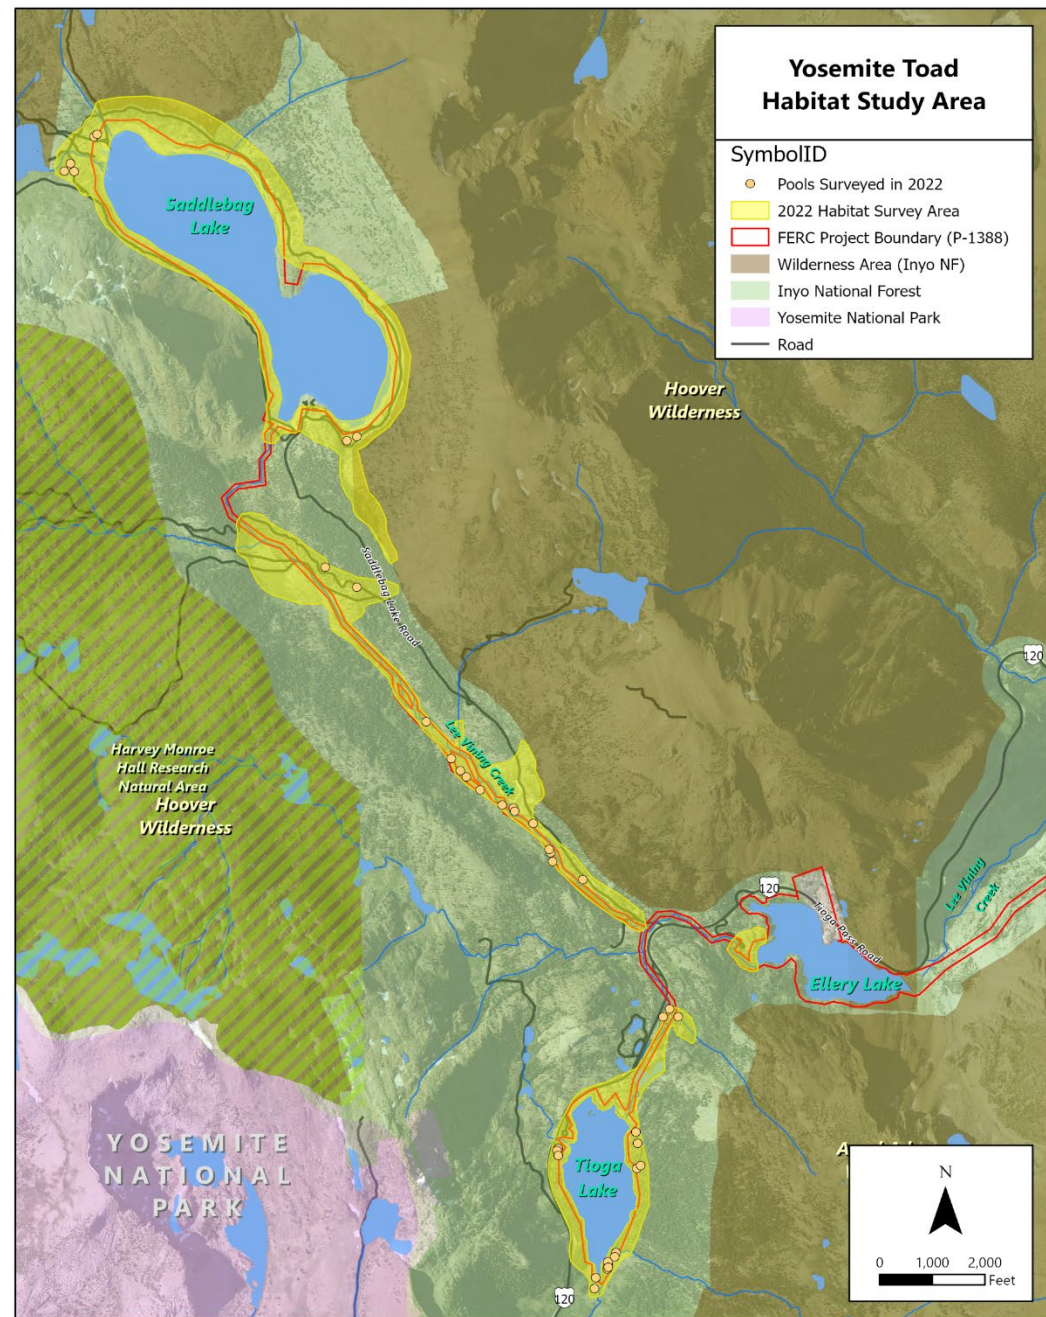 Yosemite Toad
Habitat Study Area
SymbolID
Pools Surveyed in 2022
2022 Habitat Survey Area
FERC Project Boundary (P-1388)
Wilderness Area (Inyo NF)
Inyo National Forest
Yosemite National Park
Road
Saddlebag
Lake
Hoover
Wilderness
Saddlebag Lake Road
120
Lee Vining Creek
Harvey Monroe
Hall Research
Natural Area
Hoover
Wilderness
120
Tioga Pass Road
Lee Vining
Creek
Ellery Lake
YOSEMITE
NATIONAL
PARK
Tioga
Lake
120
N
0 1,000 2,000
Feet